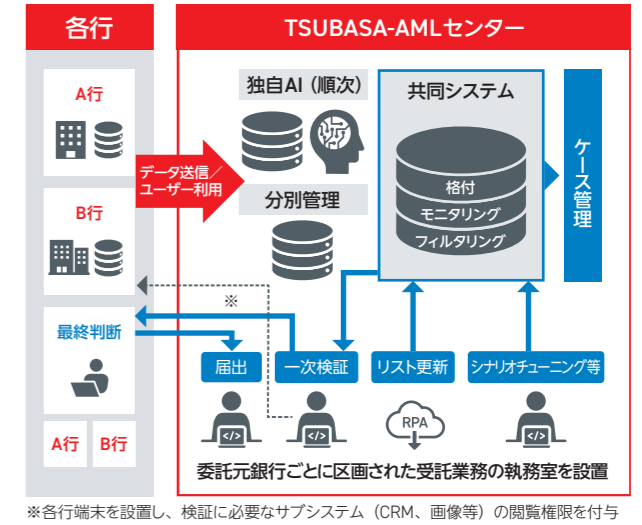 各行
TSUBASA-AMLセンター
A行
B行
最終判断
A行 B行
データ送信/
ユーザー利用
独自AI(順次)
分別管理
共同システム
格付
モニタリング
フィルタリング
ケース管理
※
届出
一次検証
リスト更新
シナリオチューニング等
</>
</>
RPA
</>
委託元銀行ごとに区画された受託業務の執務室を設置
※各行端末を設置し、検証に必要なサブシステム(CRM、画像等)の閲覧権限を付与